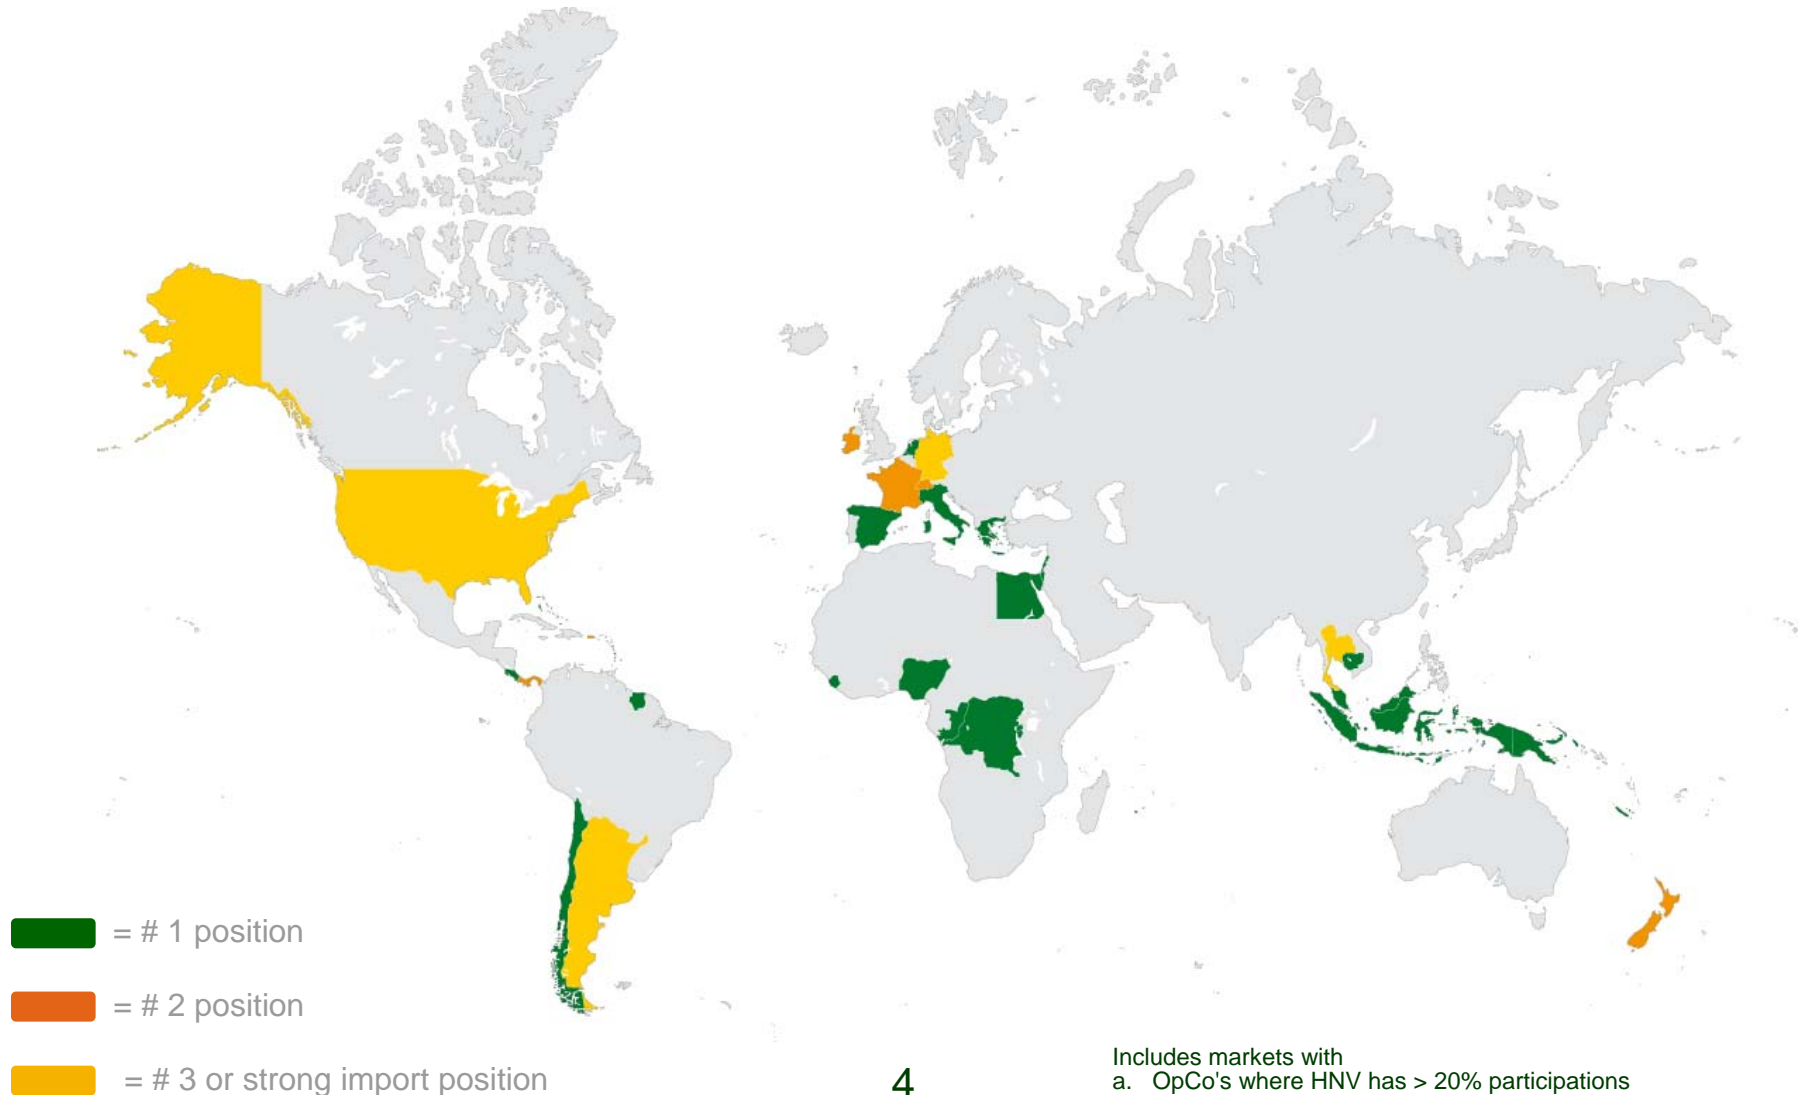 = # 1 position
= # 2 position
= # 3 or strong import position
4
Includes markets with
a. OpCo's where HNV has > 20% participations